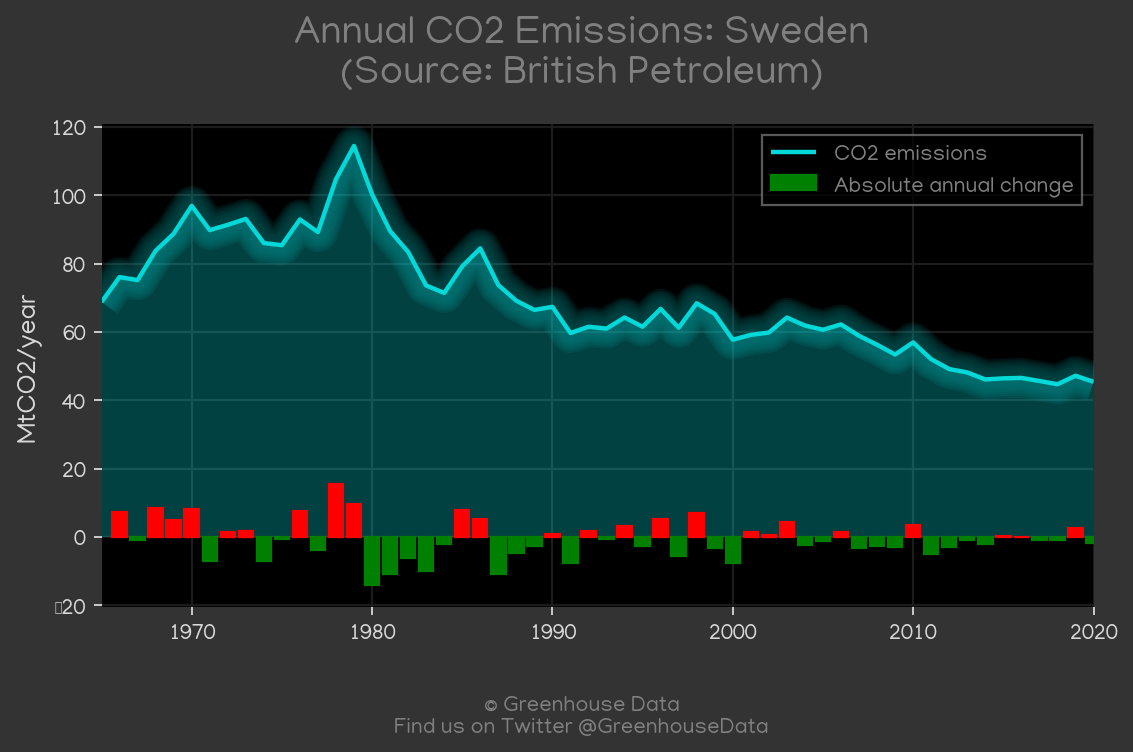 Annual CO2 Emissions: Sweden
(Source: British Petroleum)
120
CO2 emissions
Absolute annual change
100
80
60
40
20
0
▯20
MtCO2/year
1970 1980 1990 2000 2010 2020
© Greenhouse Data
Find us on Twitter @GreenhouseData